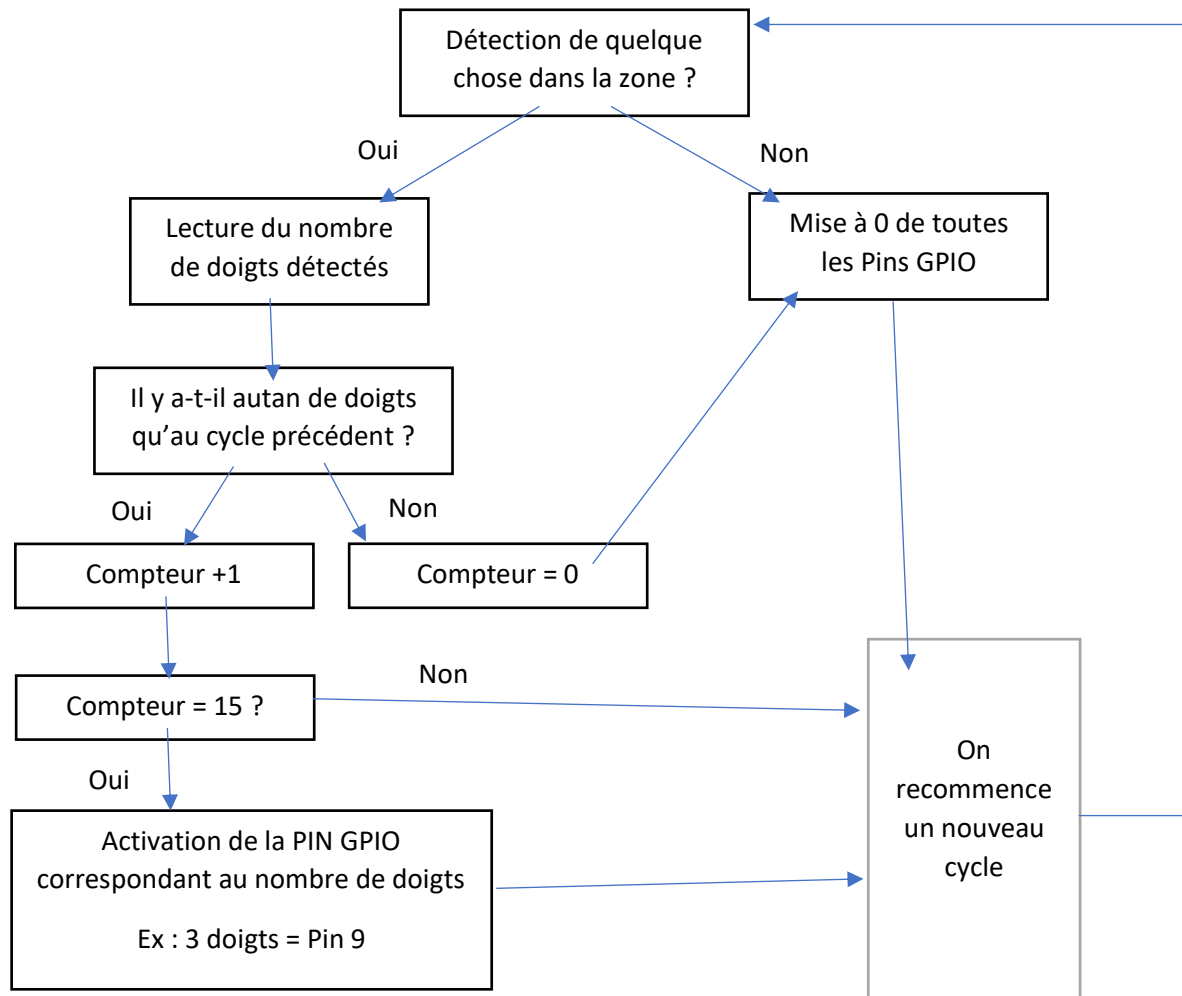 Détection de quelque
chose dans la zone ?
Oui
Non
Lecture du nombre
de doigts détectés
Mise à 0 de toutes
les Pins GPIO
Il y a-t-il autan de doigts
qu’au cycle précédent ?
Oui
Non
Compteur +1
Compteur = 0
Compteur = 15 ?
Non
Oui
Activation de la PIN GPIO
correspondant au nombre de doigts
Ex : 3 doigts = Pin 9
On
recommence
un nouveau
cycle